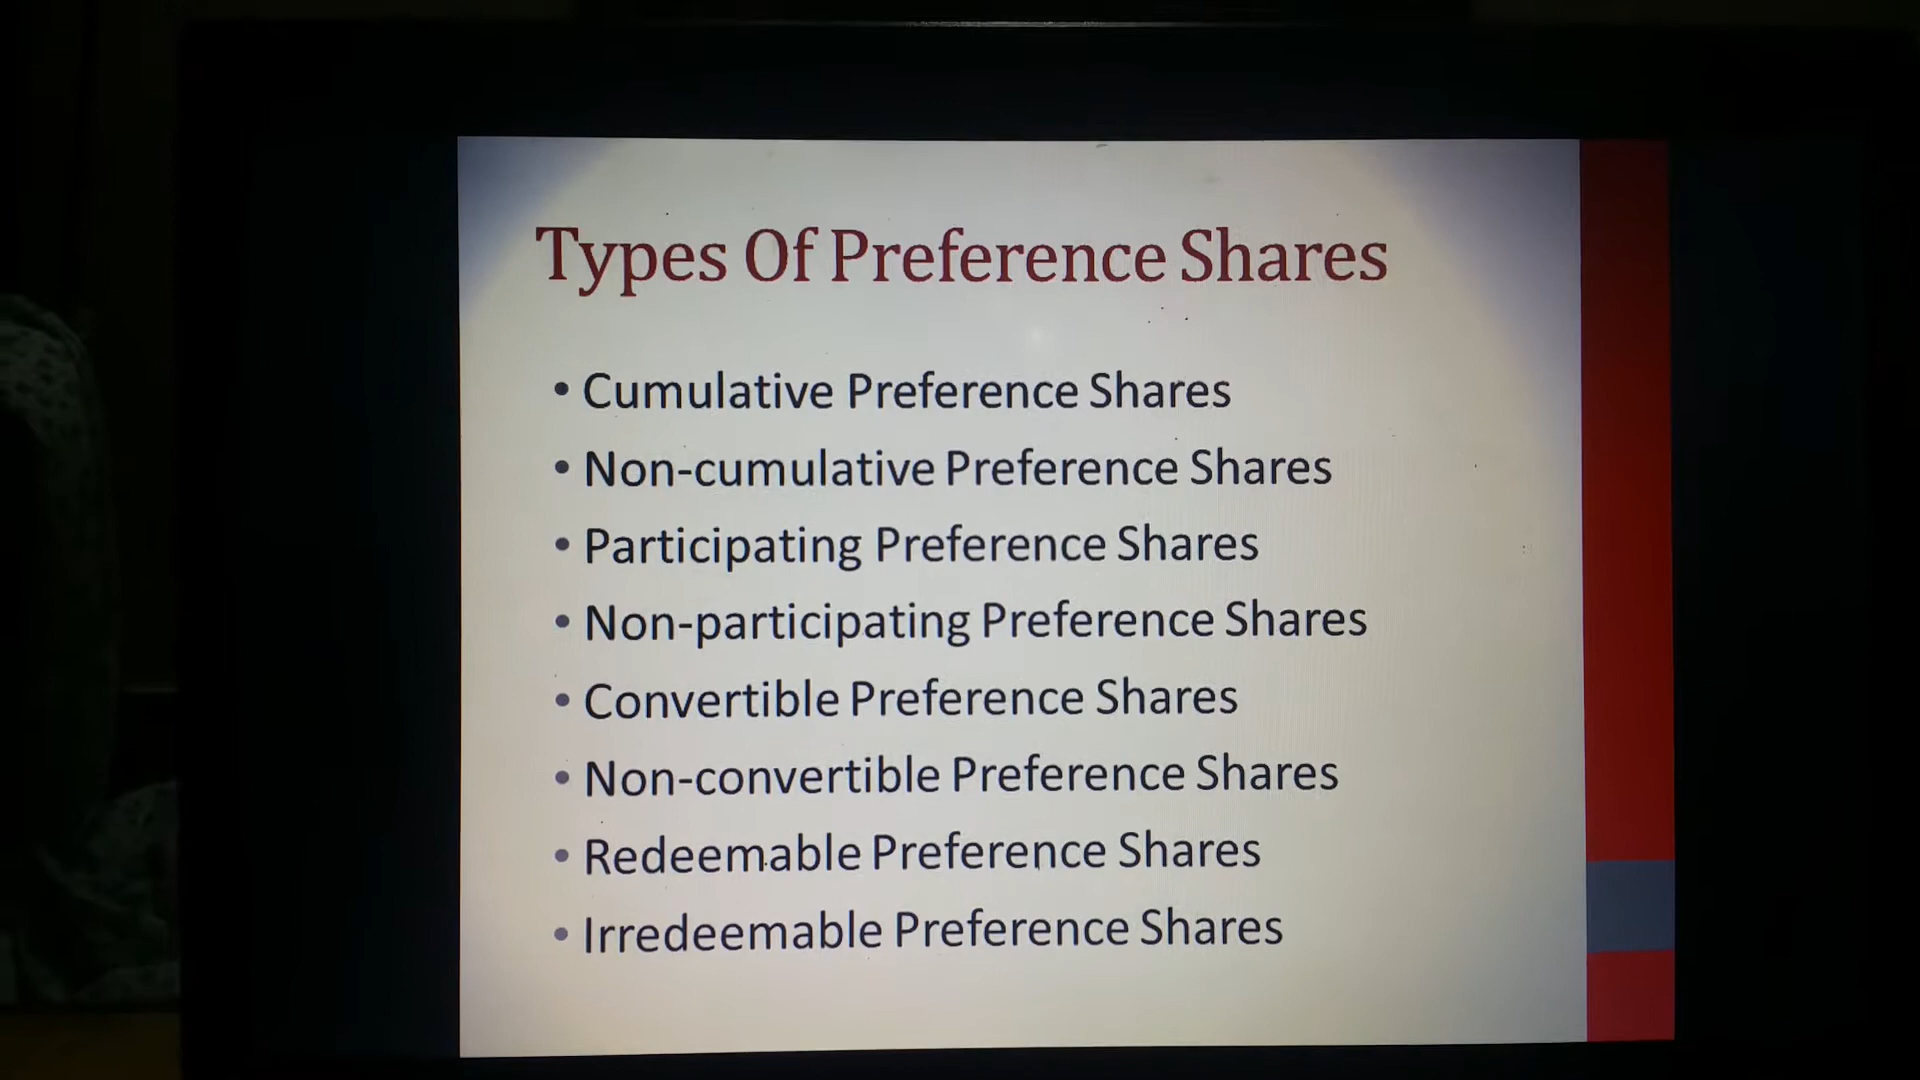 Types Of Preference Shares
• Cumulative Preference Shares
• Non-cumulative Preference Shares
• Participating Preference Shares
• Non-participating Preference Shares
• Convertible Preference Shares
• Non-convertible Preference Shares
• Redeemable Preference Shares
• Irredeemable Preference Shares